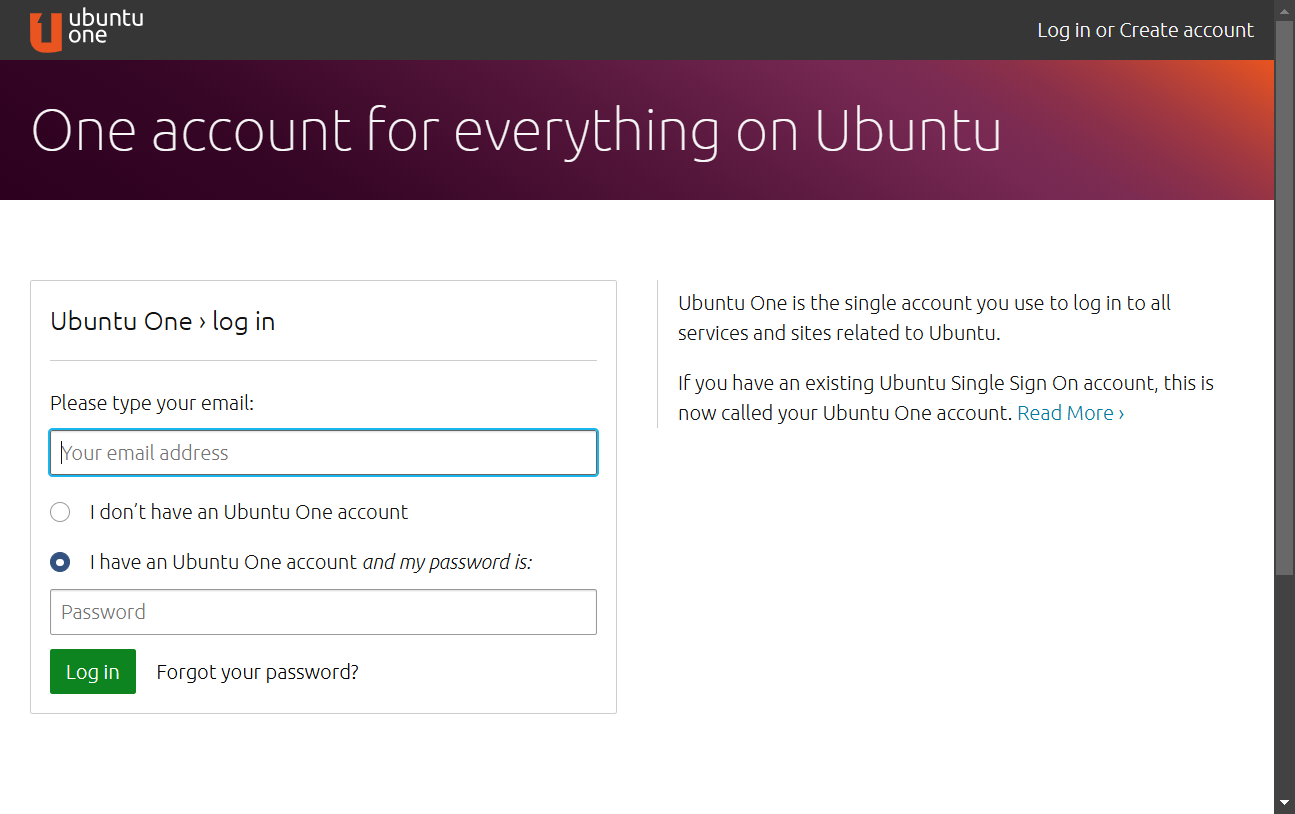 ubuntu
one
Log in or Create account
One account for everything on Ubuntu
Ubuntu One › log in
Please type your email:
Your email address
I don’t have an Ubuntu One account
I have an Ubuntu One account and my password is:
Password
Log in
Forgot your password?
Ubuntu One is the single account you use to log in to all
services and sites related to Ubuntu.
If you have an existing Ubuntu Single Sign On account, this is
now called your Ubuntu One account. Read More ›